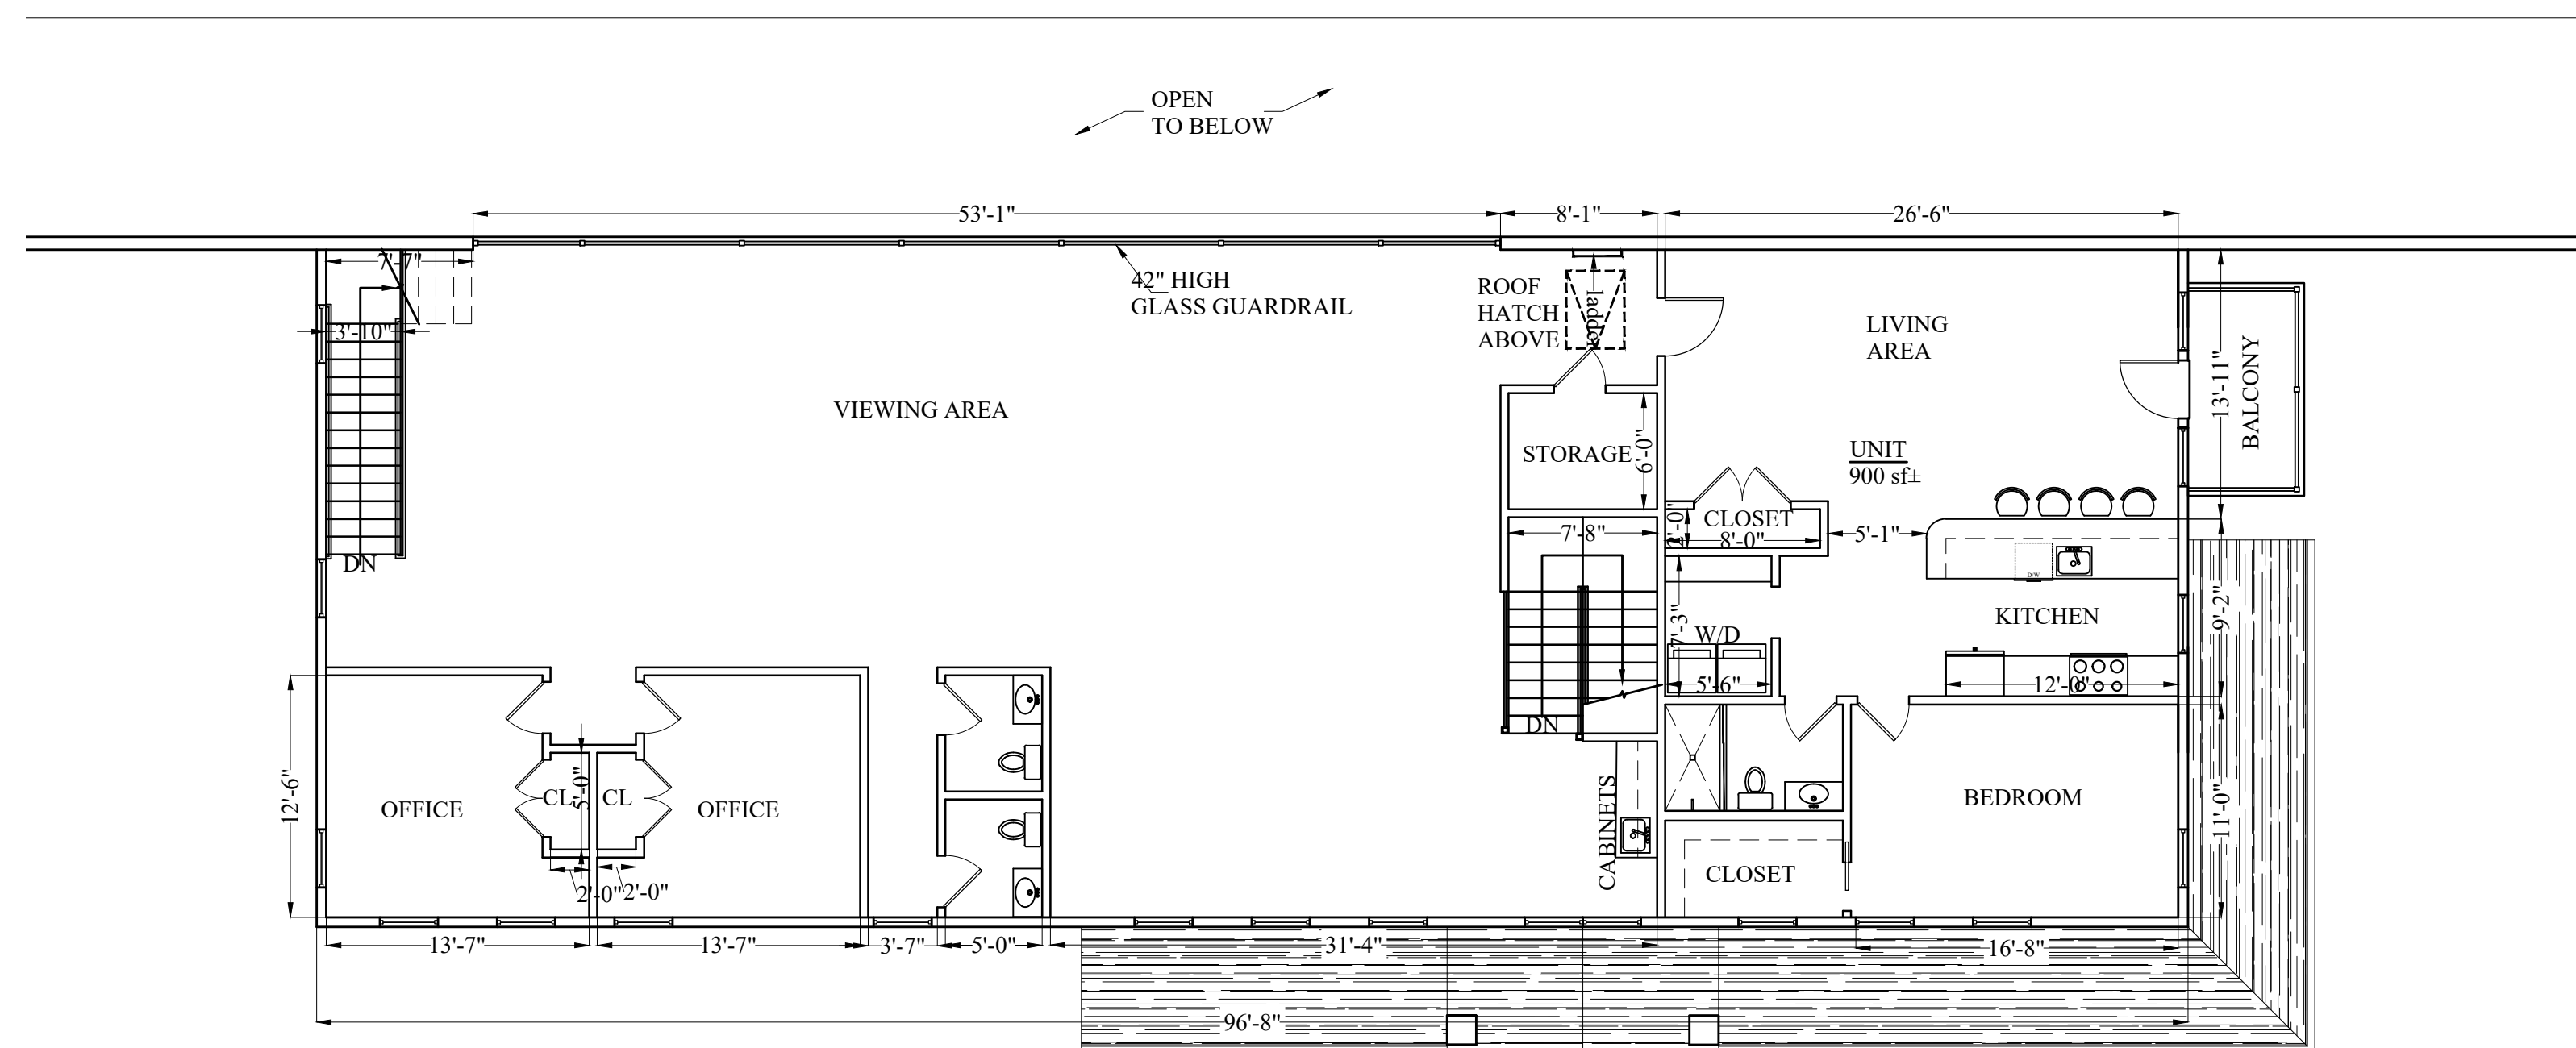 OPEN
TO BELOW
53'-1"
8'-1"
26'-6"
7'-7"
42" HIGH
GLASS GUARDRAIL
ROOF
HATCH
ABOVE
ladder
3'-10"
LIVING
AREA
13'-11"
BALCONY
VIEWING AREA
STORAGE
6'-0"
UNIT
900 sf±
CLOSET
2'-0"
8'-0"
7'-8"
5'-1"
DN
D/W
KITCHEN
9'-2"
7'-3"
W/D
5'-6"
12'-0"
DN
12'-6"
OFFICE
CL
5'-0"
CL
OFFICE
CABINETS
BEDROOM
11'-0"
CLOSET
2'-0"
2'-0"
13'-7"
13'-7"
3'-7"
5'-0"
31'-4"
16'-8"
96'-8"